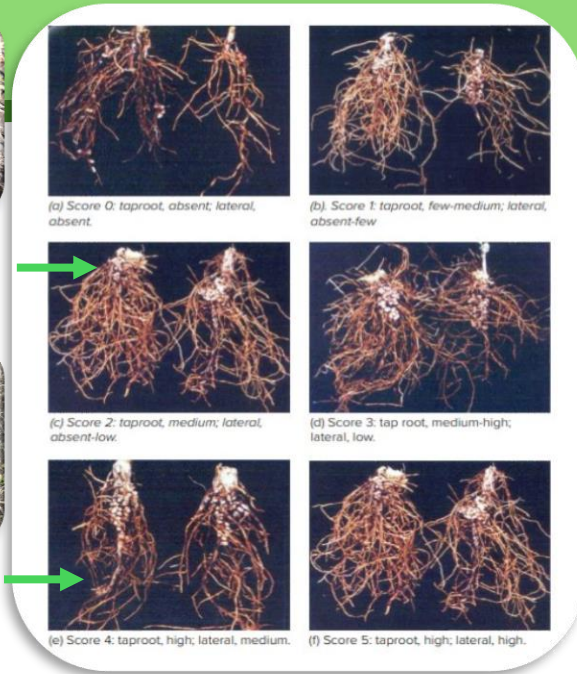 (a) Score 0: taproot, absent; lateral,
absent.
(b). Score 1: taproot, few-medium; lateral,
absent-few
(c) Score 2: taproot, medium; lateral,
absent-low.
(d) Score 3: tap root, medium-high;
lateral, low.
(e) Score 4: taproot, high; lateral, medium.
(f) Score 5: taproot, high; lateral, high.